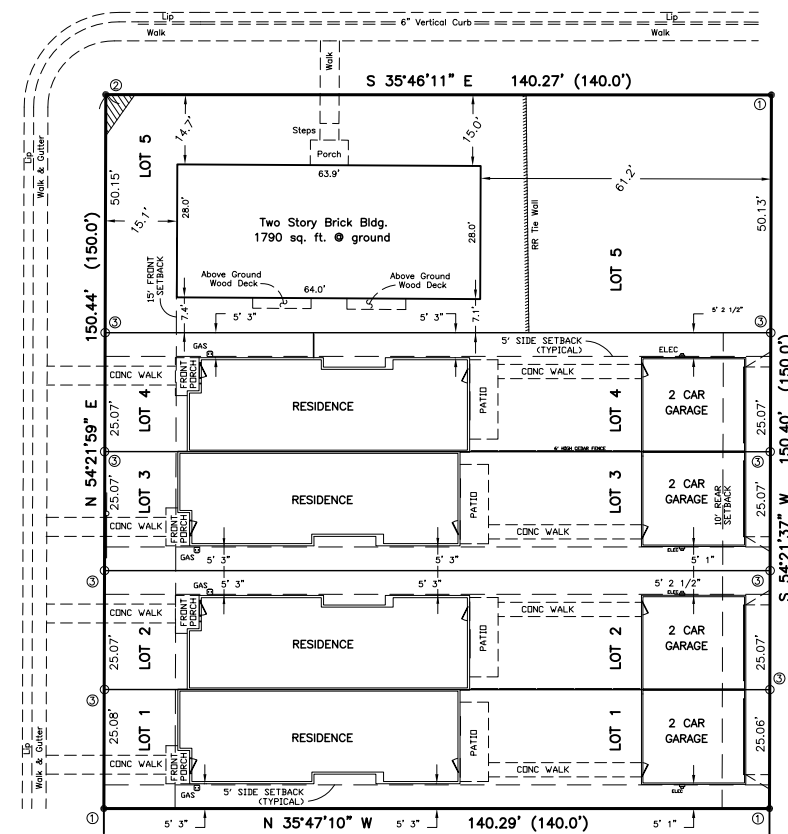 Lip
6" Vertical Curb
Lip
Walk
Walk
Walk
S 35°46'11" E 140.27' (140.0')
2
1
LOT 5
14.7'
Steps
Porch
15.0'
63.9'
50.15'
15.1'
28.0'
Two Story Brick Bldg.
1790 sq. ft. @ ground
28.0'
61.2'
50.13'
RR Tie Wall
LOT 5
Lip
Walk & Gutter
150.44' (150.0')
15' FRONT
SETBACK
Above Ground
Wood Deck
64.0'
Above Ground
Wood Deck
7.4'
7.1'
3
5' 3"
5' 3"
5' 2 1/2"
3
GAS
5' SIDE SETBACK
(TYPICAL)
ELEC
CONC WALK
FRONT
PORCH
CONC WALK
25.07'
LOT 4
RESIDENCE
PATIO
LOT 4
2 CAR
GARAGE
25.07'
150.40' (150.0')
N 54°21'59" E
3
6' HIGH CEDAR FENCE
3
25.07'
LOT 3
RESIDENCE
PATIO
LOT 3
2 CAR
GARAGE
10' REAR
SETBACK
25.07'
CONC WALK
FRONT
PORCH
CONC WALK
GAS
5' 3"
5' 3"
ELEC
5' 1"
S 54°21'37" W
3
3
GAS
5' 3"
5' 3"
5' 2 1/2"
ELEC
CONC WALK
FRONT
PORCH
CONC WALK
25.07'
LOT 2
RESIDENCE
PATIO
LOT 2
2 CAR
GARAGE
25.07'
3
3
25.08'
LOT 1
RESIDENCE
PATIO
LOT 1
2 CAR
GARAGE
25.06'
Lip
Walk & Gutter
CONC WALK
FRONT
PORCH
CONC WALK
GAS
5' SIDE SETBACK
(TYPICAL)
ELEC
1
5' 3"
N 35°47'10" W
5' 3"
140.29' (140.0')
5' 1"
1